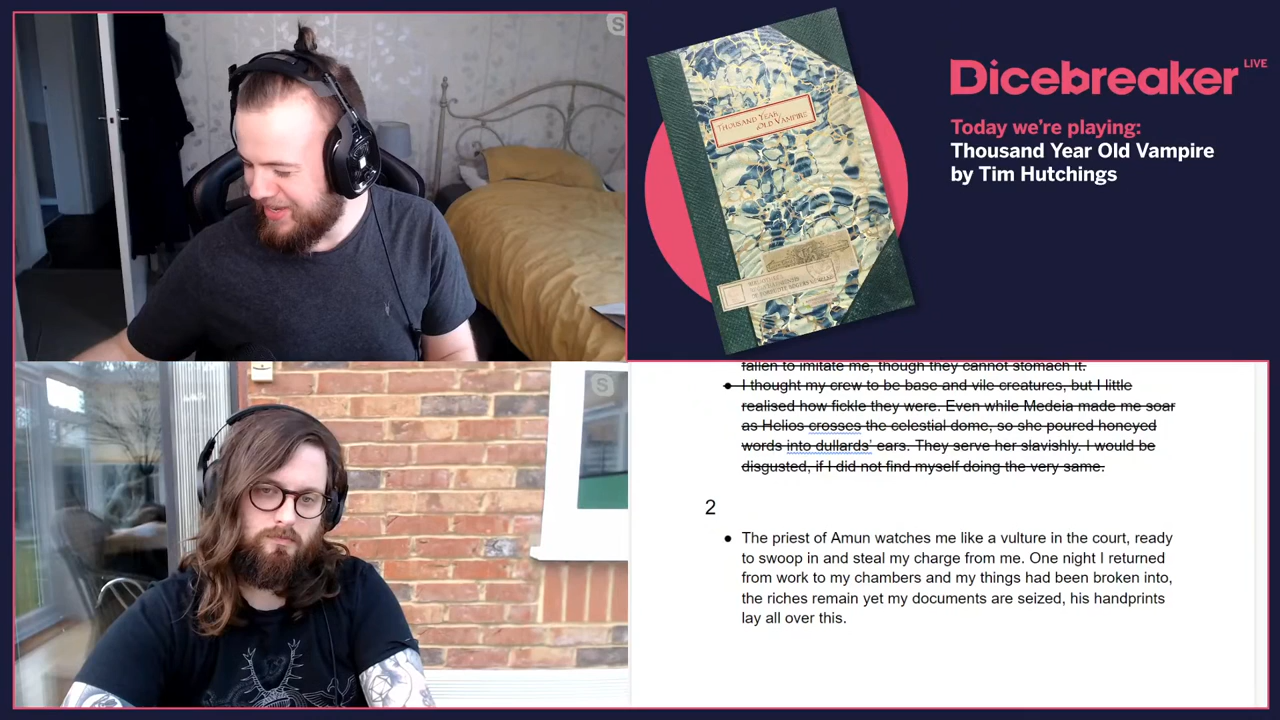 S
THOUSAND YEAR
OLD VAMPIRE
Dicebreaker LIVE
Today we're playing:
Thousand Year Old Vampire
by Tim Hutchings
S
fallen to imitate me, though they cannot stomach it.
● I thought my crew to be base and vile creatures, but I little
realised how fickle they were. Even while Medeia made me soar
as Helios crosses the celestial dome, so she poured honeyed
words into dullards' ears. They serve her slavishly. I would be
disgusted, if I did not find myself doing the very same.
2
● The priest of Amun watches me like a vulture in the court, ready
to swoop in and steal my charge from me. One night I returned
from work to my chambers and my things had been broken into,
the riches remain yet my documents are seized, his handprints
lay all over this.